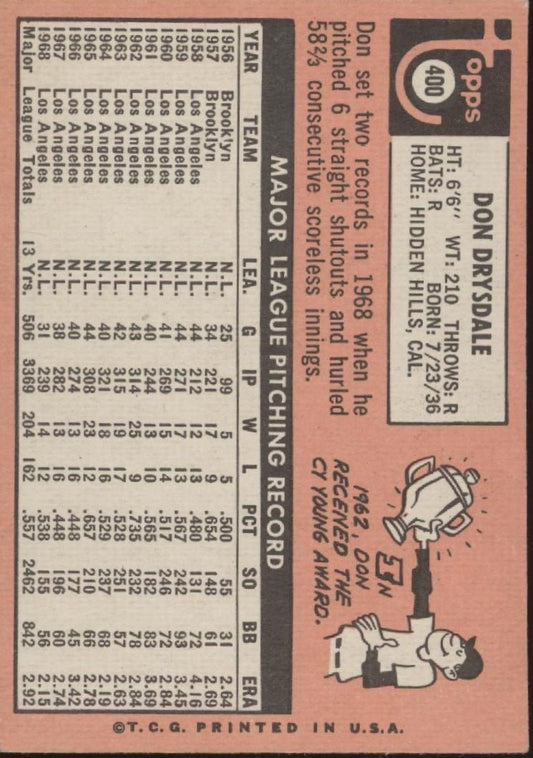 Topps
400
DON DRYSDALE
HT: 6'6" WT: 210 THROWS: R
BATS: R BORN: 7/23/36
HOME: HIDDEN HILLS, CAL.
Don set two records in 1968 when he
pitched 6 straight shutouts and hurled
58⅔ consecutive scoreless innings.
IN
1962, DON
RECEIVED THE
CY YOUNG AWARD.
MAJOR LEAGUE PITCHING RECORD
YEAR TEAM LEA. G IP W L PCT SO BB ERA
1956 Brooklyn N.L. 25 99 5 5 .500 55 31 2.64
1957 Brooklyn N.L. 34 221 17 9 .654 148 61 2.69
1958 Los Angeles N.L. 44 212 12 13 .480 131 72 4.16
1959 Los Angeles N.L. 44 271 17 13 .567 242 93 3.45
1960 Los Angeles N.L. 41 269 15 14 .517 246 72 2.84
1961 Los Angeles N.L. 40 244 13 10 .565 182 83 3.69
1962 Los Angeles N.L. 43 314 25 9 .735 232 78 2.84
1963 Los Angeles N.L. 42 315 19 17 .528 251 57 2.63
1964 Los Angeles N.L. 40 321 18 16 .529 237 68 2.19
1965 Los Angeles N.L. 44 308 23 12 .657 210 66 2.78
1966 Los Angeles N.L. 40 274 13 16 .448 177 45 3.42
1967 Los Angeles N.L. 38 282 13 16 .448 196 60 2.74
1968 Los Angeles N.L. 31 239 14 12 .538 155 56 2.15
Major League Totals 13 Yrs. 506 3369 204 162 .557 2462 842 2.92
©T.C.G. PRINTED IN U.S.A.